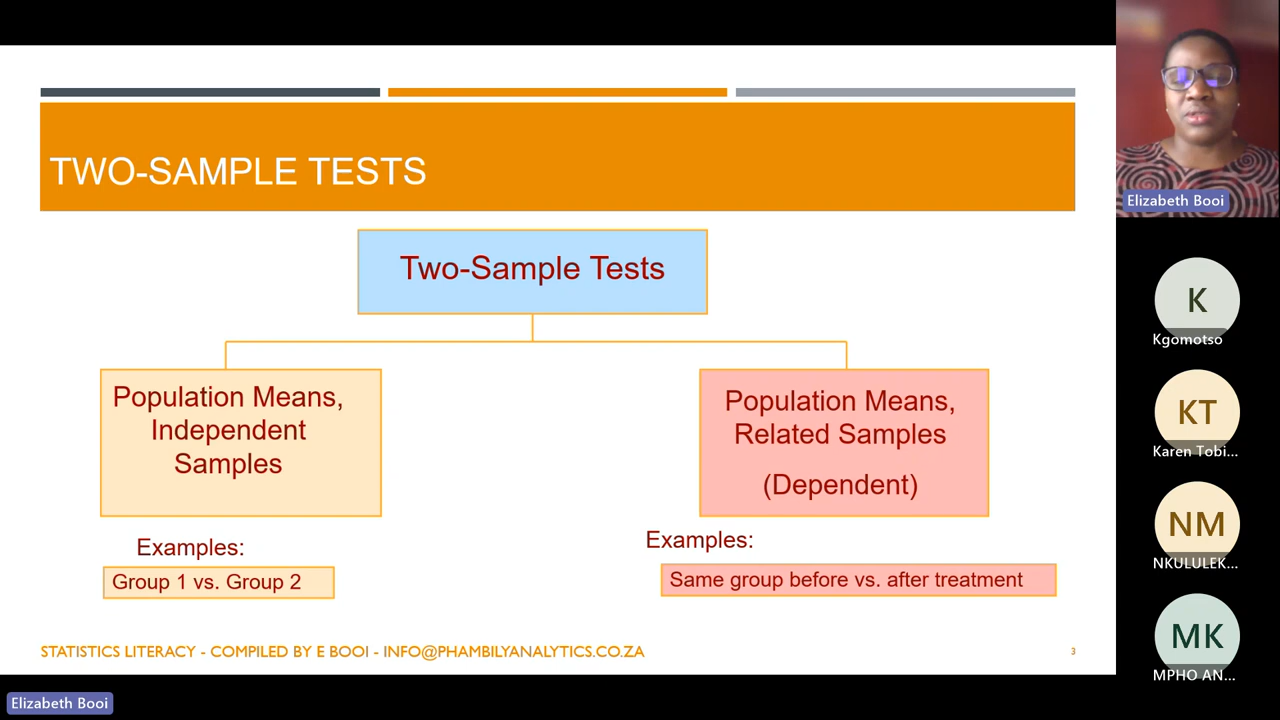 TWO-SAMPLE TESTS
Two-Sample Tests
Population Means,
Independent
Samples
Population Means,
Related Samples
(Dependent)
Examples:
Group 1 vs. Group 2
Examples:
Same group before vs. after treatment
STATISTICS LITERACY - COMPILED BY E BOOI - INFO@PHAMBILYANALYTICS.CO.ZA
3
Elizabeth Booi
K
Kgomotso
KT
Karen Tobi...
NM
NKULULEK...
MK
MPHO AN...
Elizabeth Booi